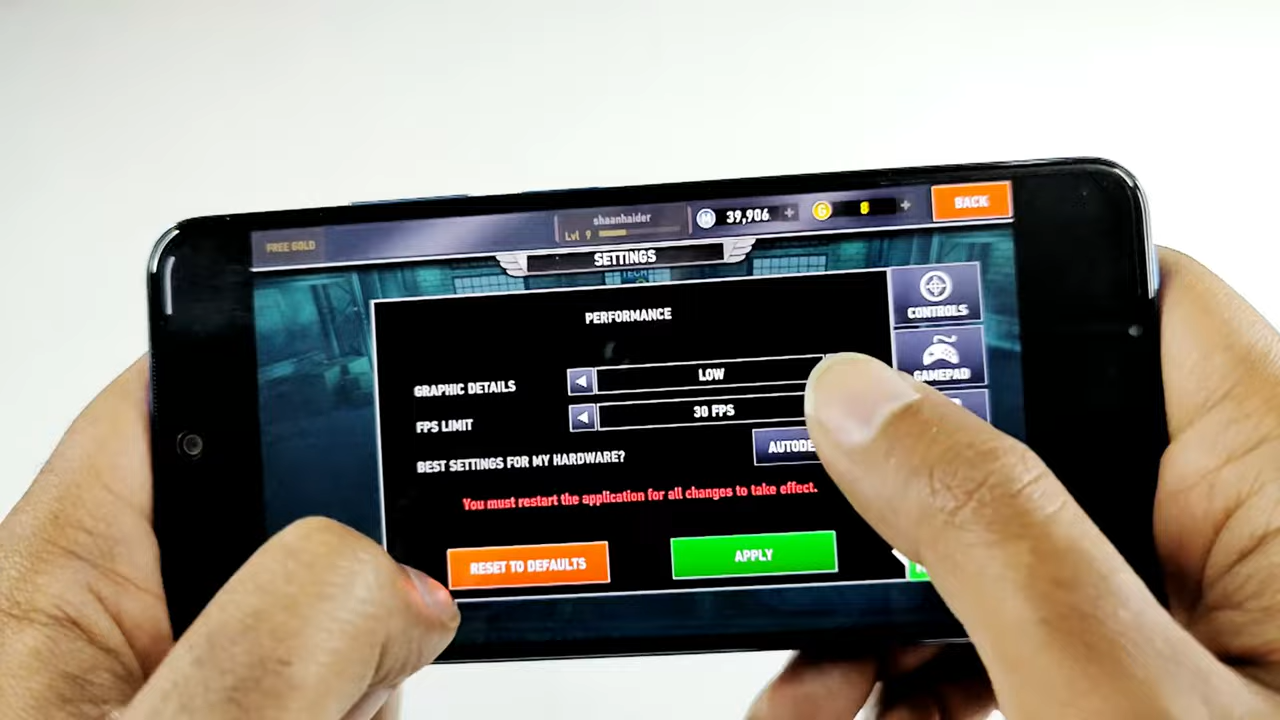 FREE GOLD
shaanhaider
Lvl 9
M 39,906 +
G 8 +
BACK
SETTINGS
TECH
PERFORMANCE
CONTROLS
GRAPHIC DETAILS
LOW
GAMEPAD
FPS LIMIT
30 FPS
BEST SETTINGS FOR MY HARDWARE?
AUTODE
You must restart the application for all changes to take effect.
RESET TO DEFAULTS
APPLY